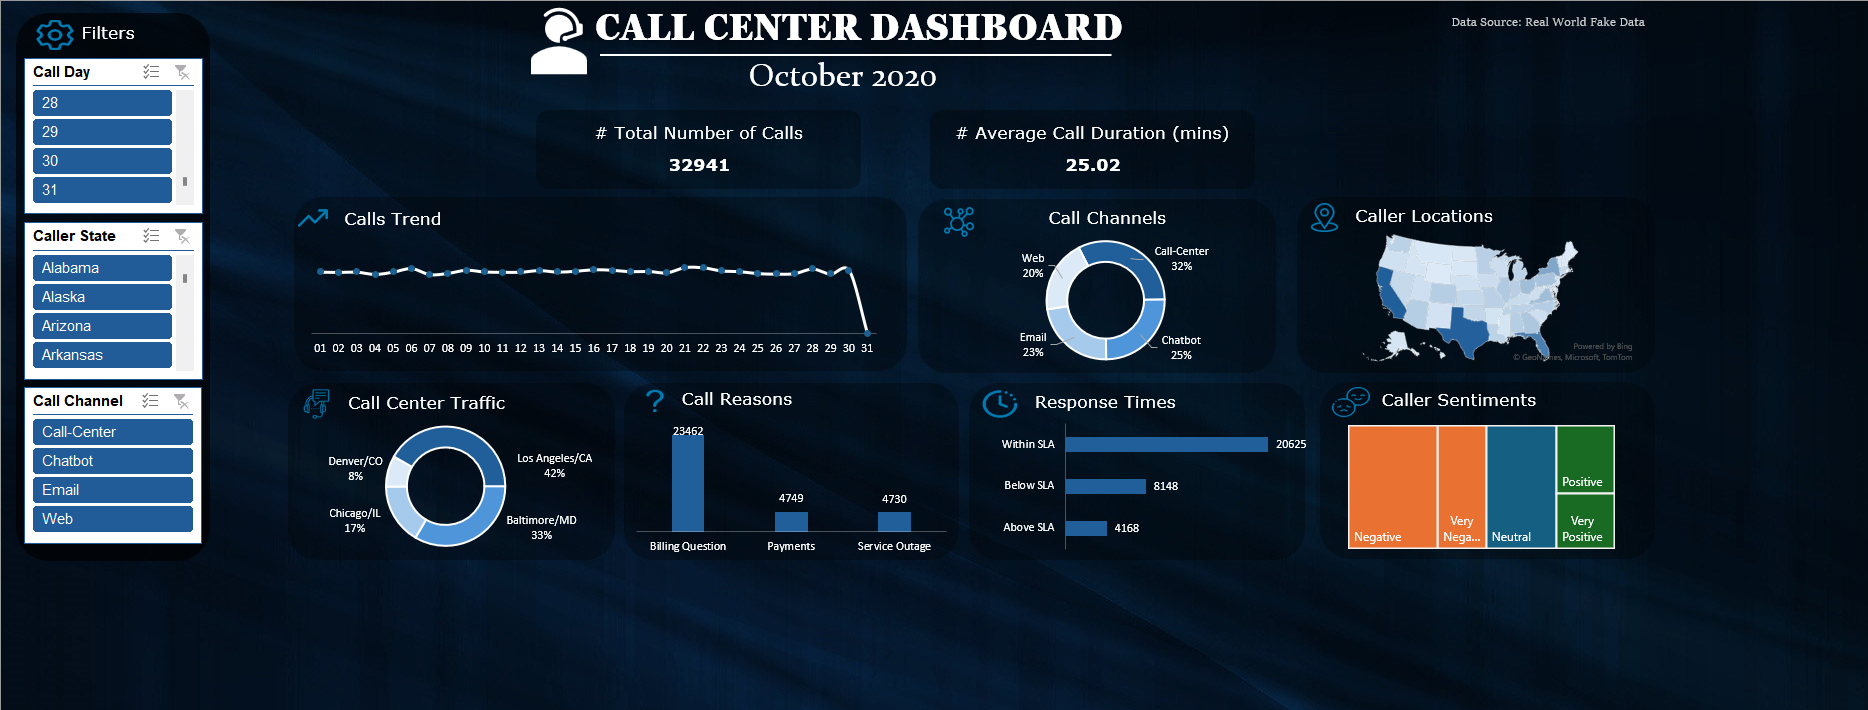 Filters
Call Day
28
29
30
31
Caller State
Alabama
Alaska
Arizona
Arkansas
Call Channel
Call-Center
Chatbot
Email
Web
CALL CENTER DASHBOARD
October 2020
Data Source: Real World Fake Data
# Total Number of Calls
32941
# Average Call Duration (mins)
25.02
Calls Trend
01 02 03 04 05 06 07 08 09 10 11 12 13 14 15 16 17 18 19 20 21 22 23 24 25 26 27 28 29 30 31
Call Channels
Web
20%
Call-Center
32%
Email
23%
Chatbot
25%
Caller Locations
Powered by Bing
© GeoNames, Microsoft, TomTom
Call Center Traffic
Denver/CO
8%
Los Angeles/CA
42%
Chicago/IL
17%
Baltimore/MD
33%
Call Reasons
23462
4749
4730
Billing Question
Payments
Service Outage
Response Times
Within SLA
20625
Below SLA
8148
Above SLA
4168
Caller Sentiments
Negative
Very
Nega...
Neutral
Positive
Very
Positive